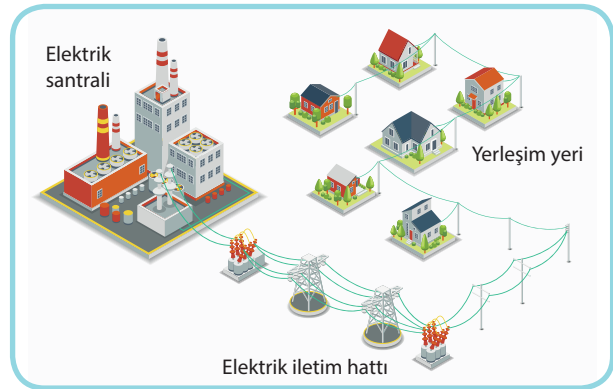 Elektrik
santrali
Yerleşim yeri
Elektrik iletim hattı